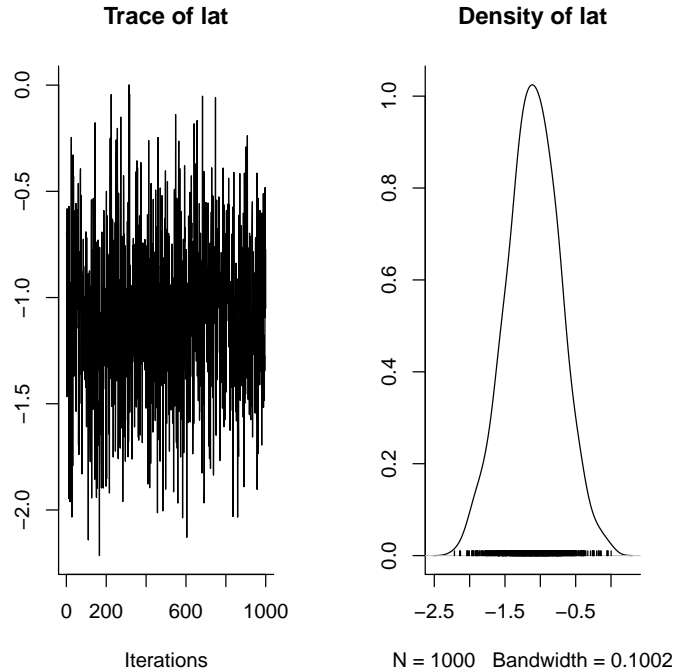 Trace of lat
0.0
−0.5
−1.0
−1.5
−2.0
0 200 600 1000
Iterations
Density of lat
1.0
0.8
0.6
0.4
0.2
0.0
−2.5 −1.5 −0.5
N = 1000 Bandwidth = 0.1002